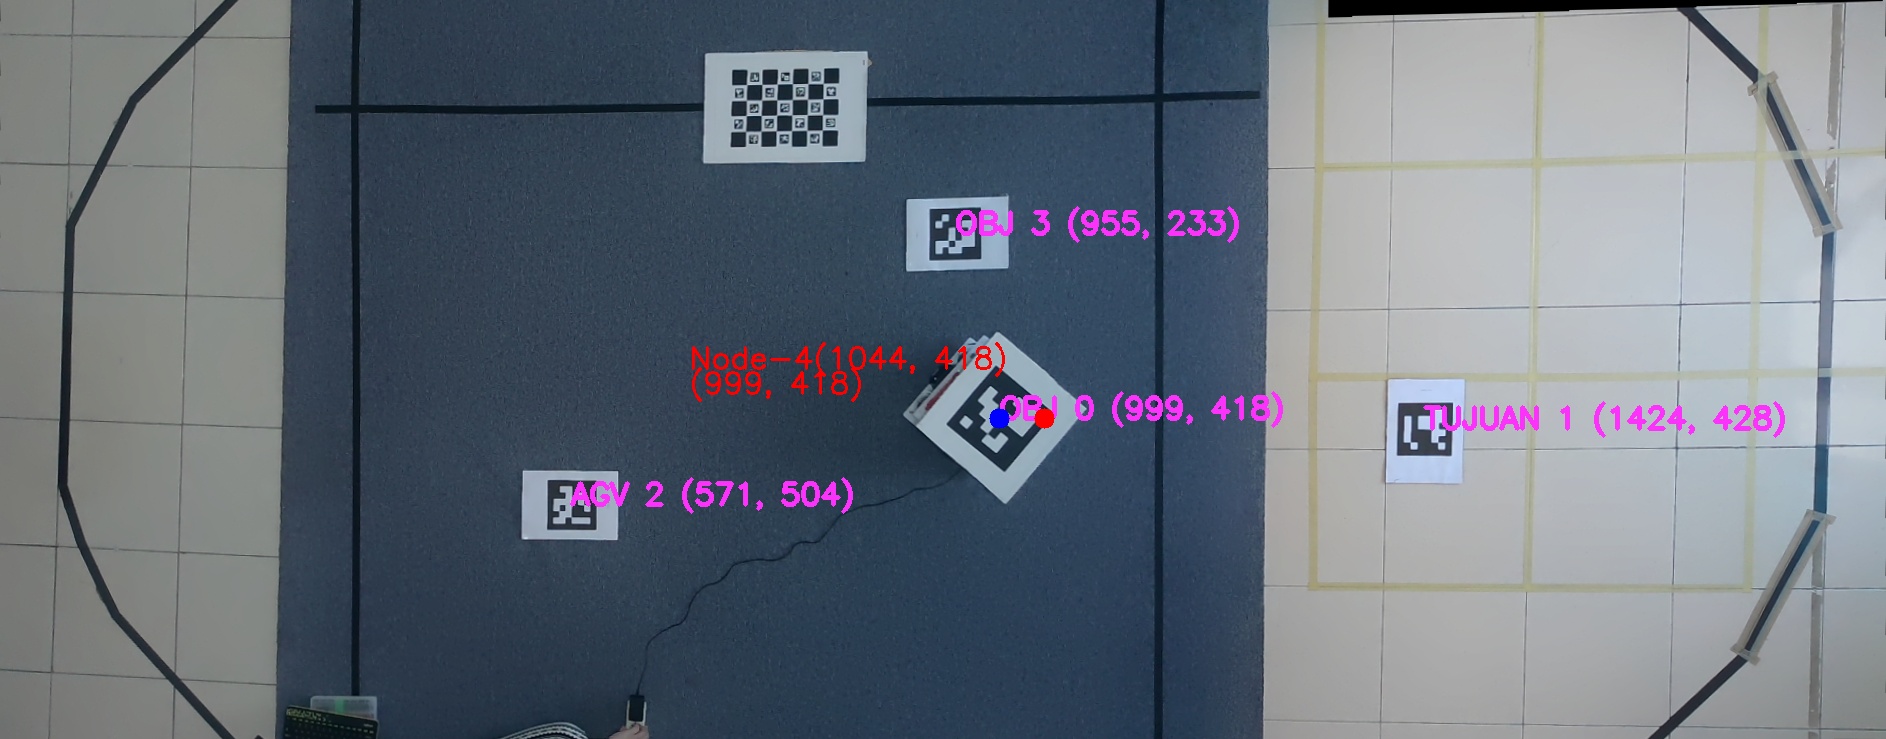 OBJ 3 (955, 233)
Node-4(1044, 418)
(999, 418)
OBJ 0 (999, 418)
TUJUAN 1 (1424, 428)
AGV 2 (571, 504)